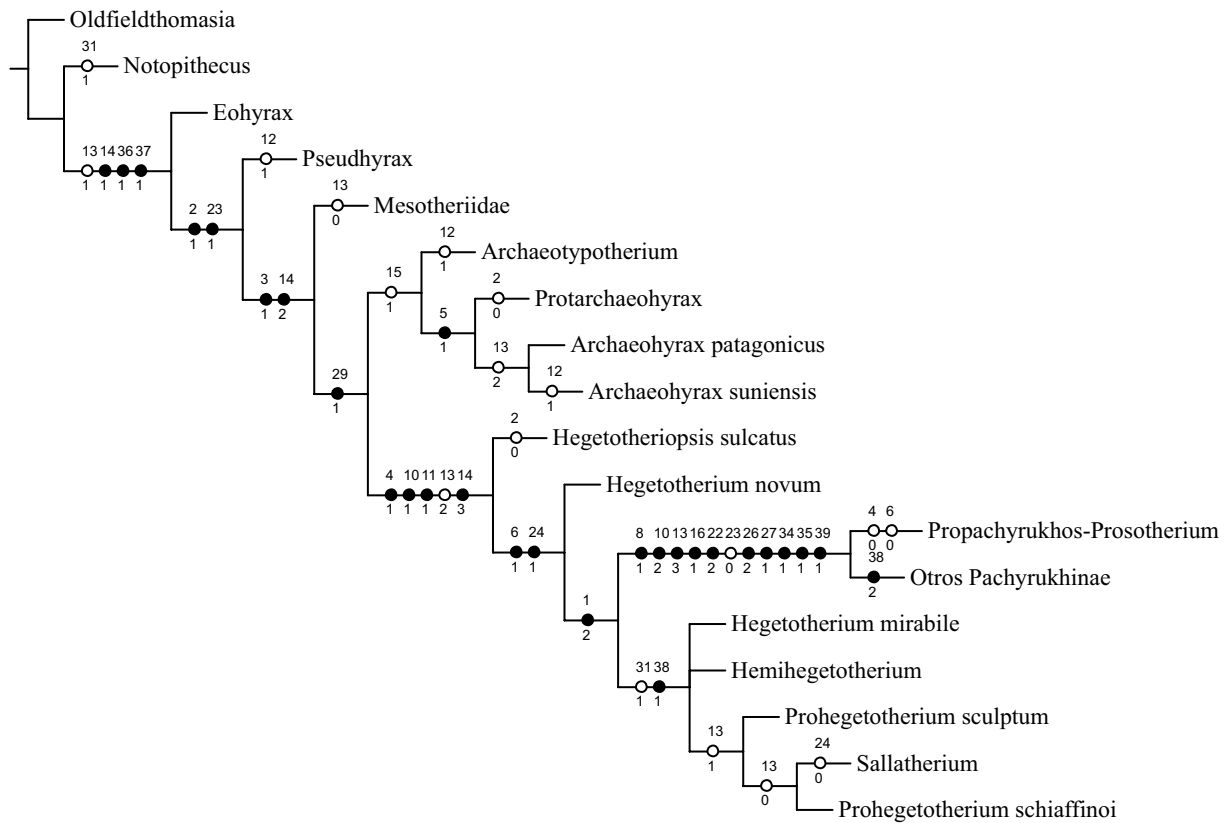 Oldfieldthomasia
31
Notopithecus
1
Eohyrax
13 14 36 37
12
Pseudhyrax
1 1 1 1
1
13
Mesotheriidae
2 23
0
1 1
12
Archaeotypotherium
15
1
3 14
2
Protarchaeohyrax
1 2
1
5
0
Archaeohyrax patagonicus
1
13
12
29
2
Archaeohyrax suniensis
1
1
2
Hegetotheriopsis sulcatus
0
4 10 11 13 14
Hegetotherium novum
1 1 1 2 3
4 6
6 24
8 10 13 16 22 23 26 27 34 35 39
Propachyrukhos-Prosotherium
0 0
1 1
1 2 3 1 2 0 2 1 1 1 1
38
Otros Pachyrukhinae
2
1
Hegetotherium mirabile
2
31 38
Hemihegetotherium
1 1
Prohegetotherium sculptum
13
24
1
13
Sallatherium
0
0
Prohegetotherium schiaffinoi